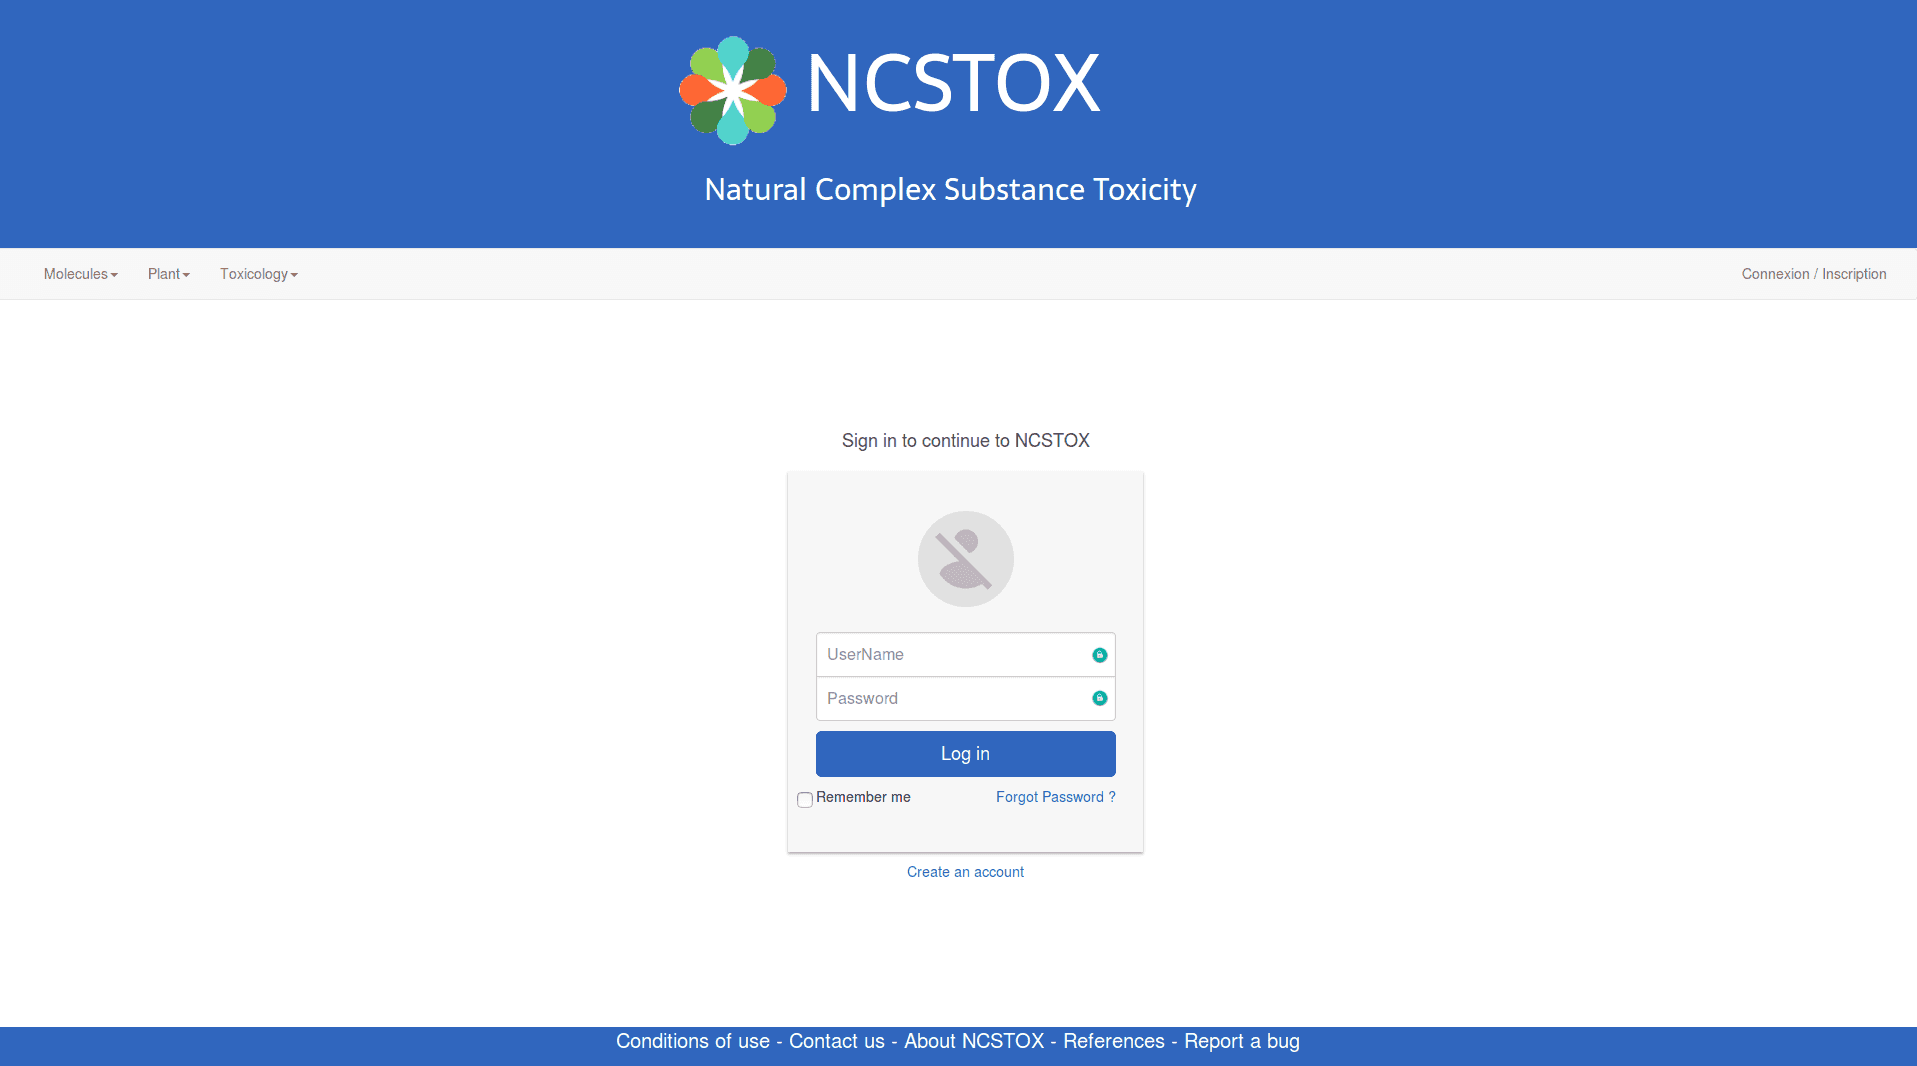 NCSTOX
Natural Complex Substance Toxicity
Molecules Plant Toxicology Connexion / Inscription
Sign in to continue to NCSTOX
UserName
Password
Log in
Remember me Forgot Password ?
Create an account
Conditions of use - Contact us - About NCSTOX - References - Report a bug